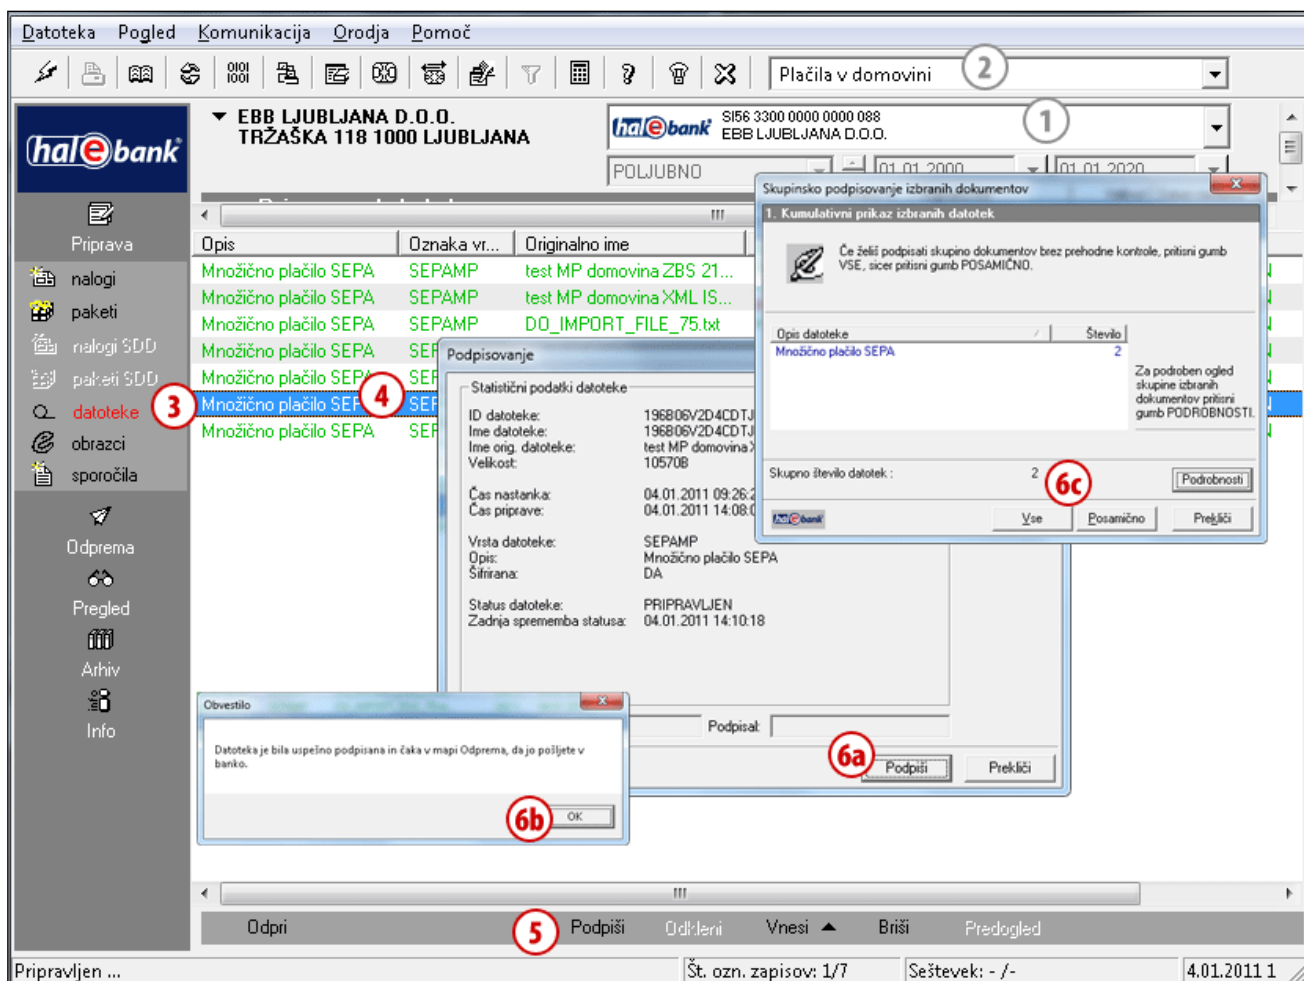 Datoteka Pogled Komunikacija Orodja Pomoč
Plačila v domovini 2
hal e bank
EBB LJUBLJANA D.O.O.
TRŽAŠKA 118 1000 LJUBLJANA
hal e bank
SI56 3300 0000 0000 088
EBB LJUBLJANA D.O.O.
1
POLJUBNO 01.01.2000 01.01.2020
Priprava
nalogi
paketi
nalogi SDD
paketi SDD
datoteke 3
obrazci
sporočila
Odprema
Pregled
Arhiv
Info
Opis Oznaka vr... Originalno ime
Množično plačilo SEPA SEPAMP test MP domovina ZBS 21...
Množično plačilo SEPA SEPAMP test MP domovina XML IS...
Množično plačilo SEPA SEPAMP DO_IMPORT_FILE_75.txt
Množično plačilo SEPA
Množično plačilo SEPA
Množično plačilo 4
Množično plačilo SEPA
Skupinsko podpisovanje izbranih dokumentov
1. Kumulativni prikaz izbranih datotek
Če želiš podpisati skupino dokumentov brez prehodne kontrole, pritisni gumb
VSE, sicer pritisni gumb POSAMIČNO.
Opis datoteke / Število
Množično plačilo SEPA 2
Za podroben ogled
skupine izbranih
dokumentov pritisni
gumb PODROBNOSTI.
Skupno število datotek : 2
6c
Podrobnosti
hal e bank
Vse Posamično Prekliči
Podpisovanje
Statistični podatki datoteke
ID datoteke: 196806V2D4CDTJ
Ime datoteke: 196806V2D4CDTJ
Ime orig. datoteke: test MP domovina
Velikost: 10570B
Čas nastanka: 04.01.2011 09:26:2
Čas priprave: 04.01.2011 14:08:0
Vrsta datoteke: SEPAMP
Opis: Množično plačilo SEPA
Šifrirana: DA
Status datoteke: PRIPRAVLJEN
Zadnja sprememba statusa: 04.01.2011 14:10:18
Podpisal:
6a
Podpiši Prekliči
Obvestilo
Datoteka je bila uspešno podpisana in čaka v mapi Odprema, da jo pošljete v
banko.
6b OK
Odpri 5 Podpiši Odkleni Vnesi Briši Predogled
Pripravljen ... Št. ozn. zapisov: 1/7 Seštevek: - /- 4.01.2011 1